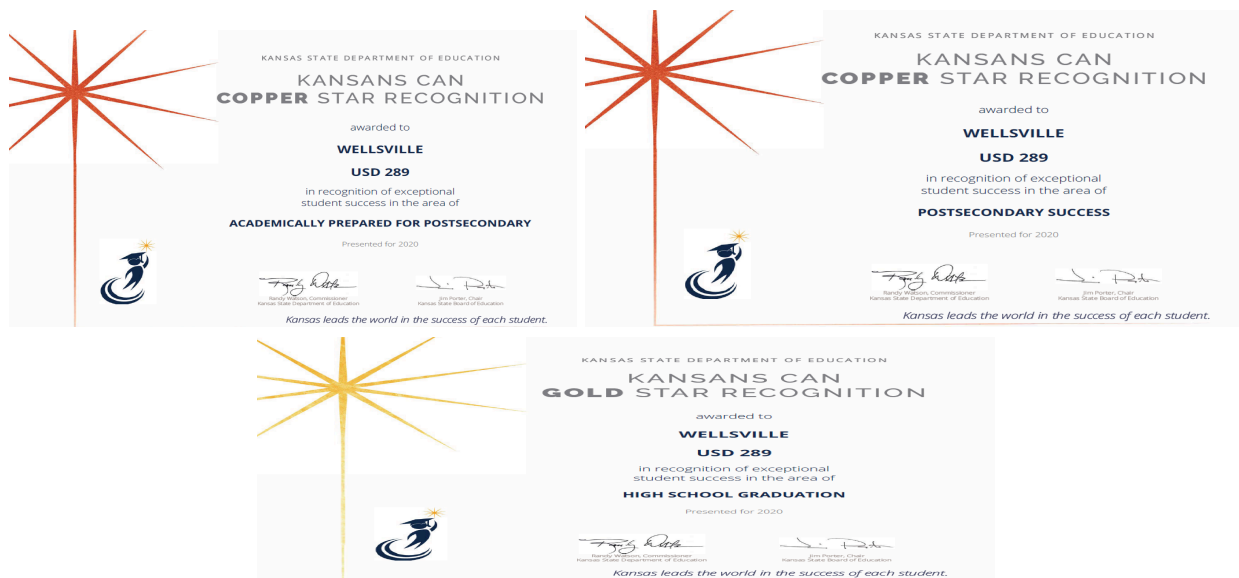 KANSAS STATE DEPARTMENT OF EDUCATION
KANSANS CAN
COPPER STAR RECOGNITION
awarded to
WELLSVILLE
USD 289
in recognition of exceptional
student success in the area of
ACADEMICALLY PREPARED FOR POSTSECONDARY
Presented for 2020
Randy Watson, Commissioner
Kansas State Department of Education
Jim Porter, Chair
Kansas State Board of Education
Kansas leads the world in the success of each student.
KANSAS STATE DEPARTMENT OF EDUCATION
KANSANS CAN
COPPER STAR RECOGNITION
awarded to
WELLSVILLE
USD 289
in recognition of exceptional
student success in the area of
POSTSECONDARY SUCCESS
Presented for 2020
Randy Watson, Commissioner
Kansas State Department of Education
Jim Porter, Chair
Kansas State Board of Education
Kansas leads the world in the success of each student.
KANSAS STATE DEPARTMENT OF EDUCATION
KANSANS CAN
GOLD STAR RECOGNITION
awarded to
WELLSVILLE
USD 289
in recognition of exceptional
student success in the area of
HIGH SCHOOL GRADUATION
Presented for 2020
Randy Watson, Commissioner
Kansas State Department of Education
Jim Porter, Chair
Kansas State Board of Education
Kansas leads the world in the success of each student.